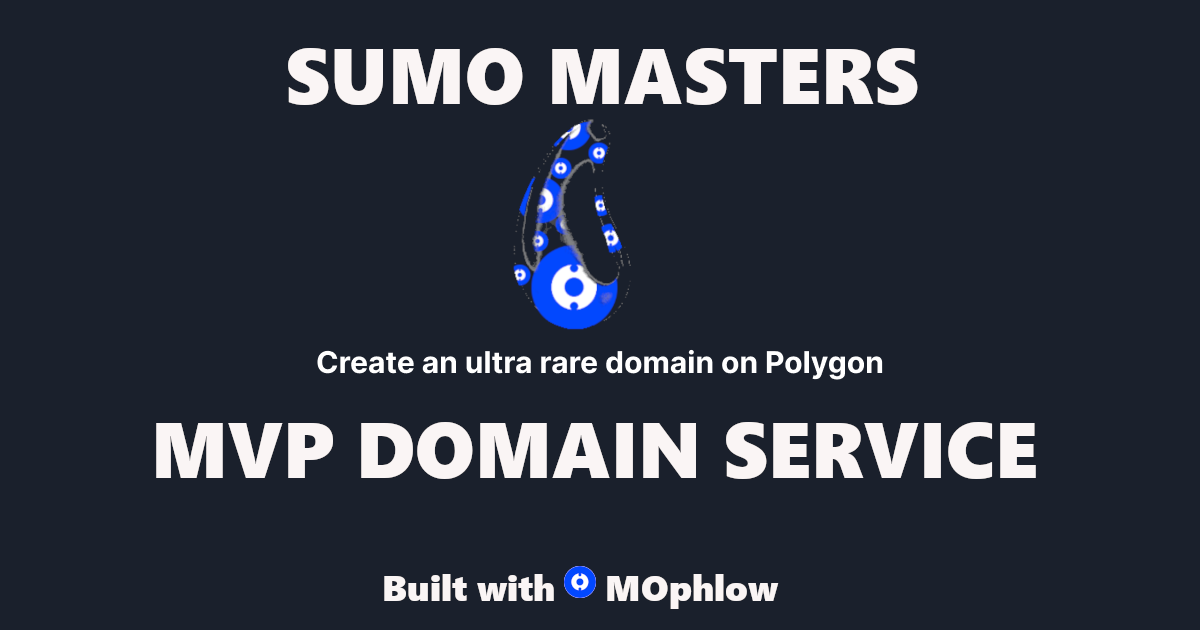 SUMO MASTERS
Create an ultra rare domain on Polygon
MVP DOMAIN SERVICE
Built with MOphlow